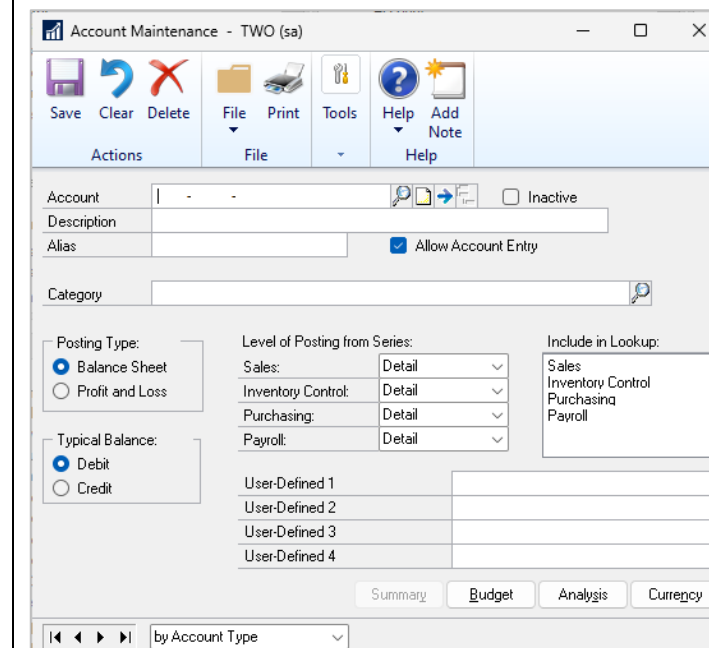 Account Maintenance - TWO (sa)
Save Clear Delete File Print Tools Help Add Note
Actions File Help
Account - - Inactive
Description
Alias Allow Account Entry
Category
Posting Type: Level of Posting from Series: Include in Lookup:
Balance Sheet Sales: Detail Sales
Profit and Loss Inventory Control: Detail Inventory Control
Purchasing: Detail Purchasing
Typical Balance: Payroll: Detail Payroll
Debit
Credit User-Defined 1
User-Defined 2
User-Defined 3
User-Defined 4
Summary Budget Analysis Currency
by Account Type